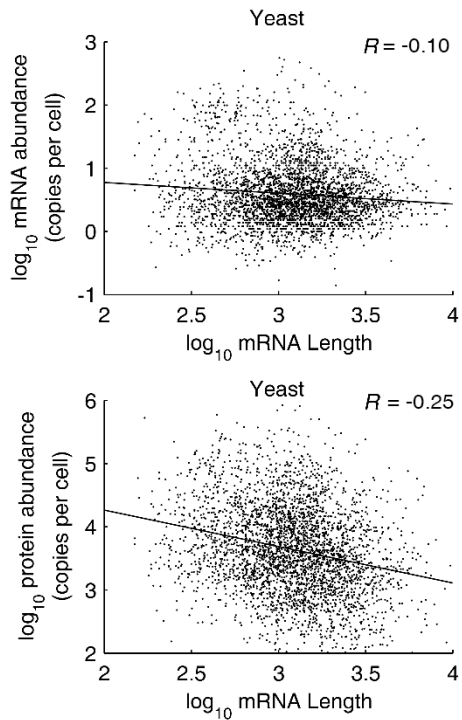 Yeast
R = -0.10
log10 mRNA abundance
(copies per cell)
3
2
1
0
-1
2
2.5
3
3.5
4
log10 mRNA Length
Yeast
R = -0.25
log10 protein abundance
(copies per cell)
6
5
4
3
2
2
2.5
3
3.5
4
log10 mRNA Length